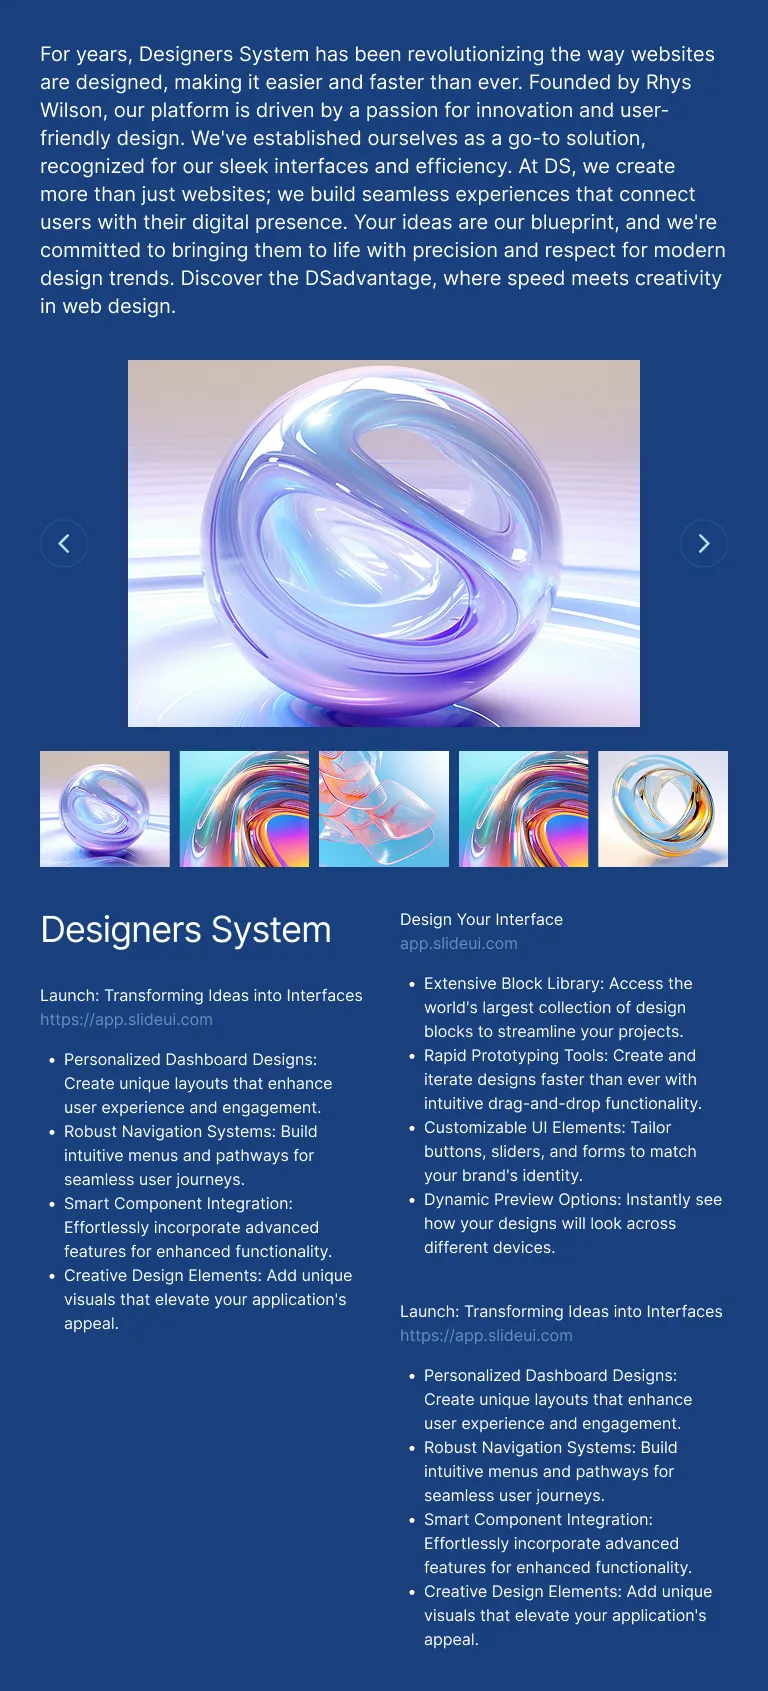 For years, Designers System has been revolutionizing the way websites
are designed, making it easier and faster than ever. Founded by Rhys
Wilson, our platform is driven by a passion for innovation and user-
friendly design. We've established ourselves as a go-to solution,
recognized for our sleek interfaces and efficiency. At DS, we create
more than just websites; we build seamless experiences that connect
users with their digital presence. Your ideas are our blueprint, and we're
committed to bringing them to life with precision and respect for modern
design trends. Discover the DSadvantage, where speed meets creativity
in web design.
Designers System
Launch: Transforming Ideas into Interfaces
https://app.slideui.com
• Personalized Dashboard Designs:
Create unique layouts that enhance
user experience and engagement.
• Robust Navigation Systems: Build
intuitive menus and pathways for
seamless user journeys.
• Smart Component Integration:
Effortlessly incorporate advanced
features for enhanced functionality.
• Creative Design Elements: Add unique
visuals that elevate your application's
appeal.
Design Your Interface
app.slideui.com
• Extensive Block Library: Access the
world's largest collection of design
blocks to streamline your projects.
• Rapid Prototyping Tools: Create and
iterate designs faster than ever with
intuitive drag-and-drop functionality.
• Customizable UI Elements: Tailor
buttons, sliders, and forms to match
your brand's identity.
• Dynamic Preview Options: Instantly see
how your designs will look across
different devices.
Launch: Transforming Ideas into Interfaces
https://app.slideui.com
• Personalized Dashboard Designs:
Create unique layouts that enhance
user experience and engagement.
• Robust Navigation Systems: Build
intuitive menus and pathways for
seamless user journeys.
• Smart Component Integration:
Effortlessly incorporate advanced
features for enhanced functionality.
• Creative Design Elements: Add unique
visuals that elevate your application's
appeal.